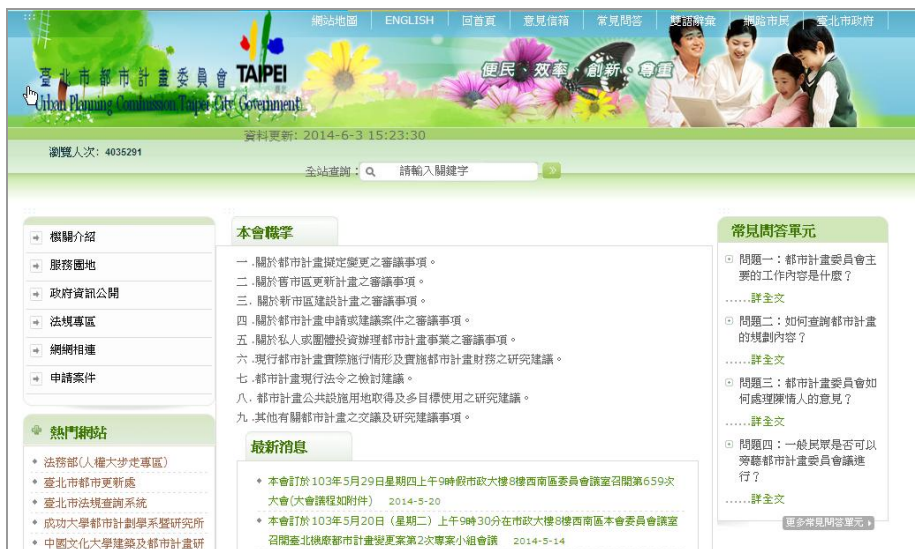 網站地圖 ENGLISH 回首頁 意見信箱 常見問答 雙語辭彙 網路市民 臺北市政府
臺北市都市計畫委員會 TAIPEI
臺北
Urban Planning Commission Taipei City Government
便民、效率、創新、尊重
資料更新: 2014-6-3 15:23:30
瀏覽人次: 4035291
全站查詢: 請輸入關鍵字
機關介紹
服務園地
政府資訊公開
法規專區
網網相連
申請案件
熱門網站
法務部(人權大步走專區)
臺北市都市更新處
臺北市法規查詢系統
成功大學都市計劃學系暨研究所
中國文化大學建築及都市計畫研
本會職掌
一 .關於都市計畫擬定變更之審議事項。
二 .關於舊市區更新計畫之審議事項。
三. 關於新市區建設計畫之審議事項。
四 .關於都市計畫申請或建議案件之審議事項。
五 .關於私人或團體投資辦理都市計畫事業之審議事項。
六 .現行都市計畫實際施行情形及實施都市計畫財務之研究建議。
七 .都市計畫現行法令之檢討建議。
八. 都市計畫公共設施用地取得及多目標使用之研究建議。
九 .其他有關都市計畫之交議及研究建議事項。
最新消息
本會訂於103年5月29日星期四上午9時假市政大樓8樓西南區委員會議室召開第659次
大會(大會議程如附件) 2014-5-20
本會訂於103年5月20日（星期二）上午9時30分在市政大樓8樓西南區本會委員會議室
召開臺北機廠都市計畫變更案第2次專案小組會議 2014-5-14
常見問答單元
問題一：都市計畫委員會主
要的工作內容是什麼？
......詳全文
問題二：如何查詢都市計畫
的規劃內容？
......詳全文
問題三：都市計畫委員會如
何處理陳情人的意見？
......詳全文
問題四：一般民眾是否可以
旁聽都市計畫委員會議進
行？
......詳全文
更多常見問答單元